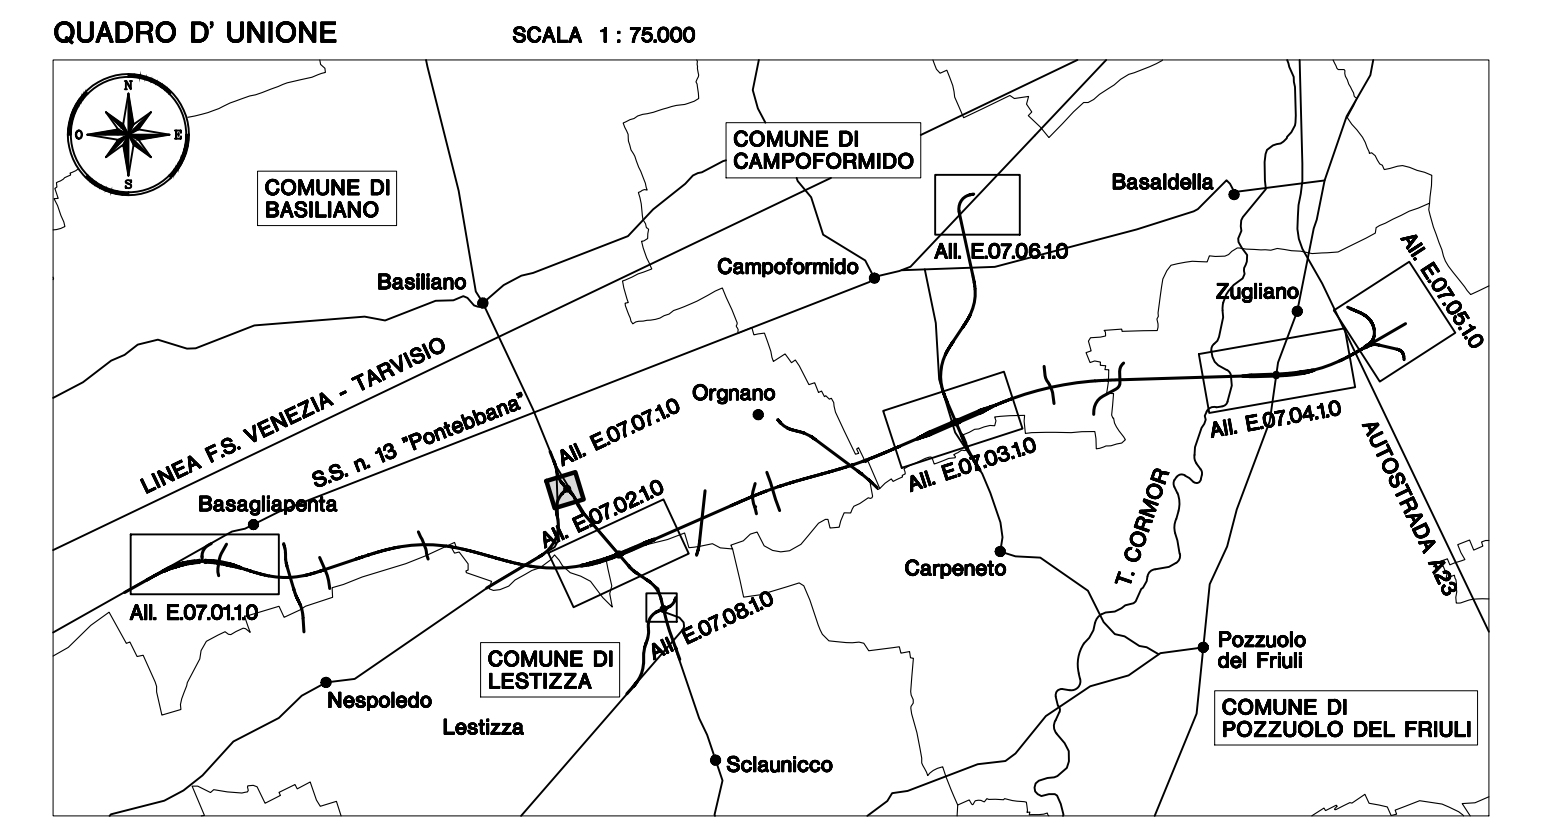 QUADRO D' UNIONE
SCALA 1 : 75.000
N
O
E
S
COMUNE DI
BASILIANO
COMUNE DI
CAMPOFORMIDO
Basaldella
All. E.07.06.1.0
All. E.07.05.1.0
Campoformido
Basiliano
Zugliano
LINEA F.S. VENEZIA - TARVISIO
S.S. n. 13 "Pontebbana"
Orgnano
All. E.07.07.1.0
All. E.07.04.1.0
All. E.07.03.1.0
AUTOSTRADA A23
T. CORMOR
Basagliapenta
All. E.07.02.1.0
Carpeneto
All. E.07.01.1.0
All. E.07.08.1.0
COMUNE DI
LESTIZZA
Pozzuolo
del Friuli
Nespoledo
Lestizza
COMUNE DI
POZZUOLO DEL FRIULI
Sclaunicco